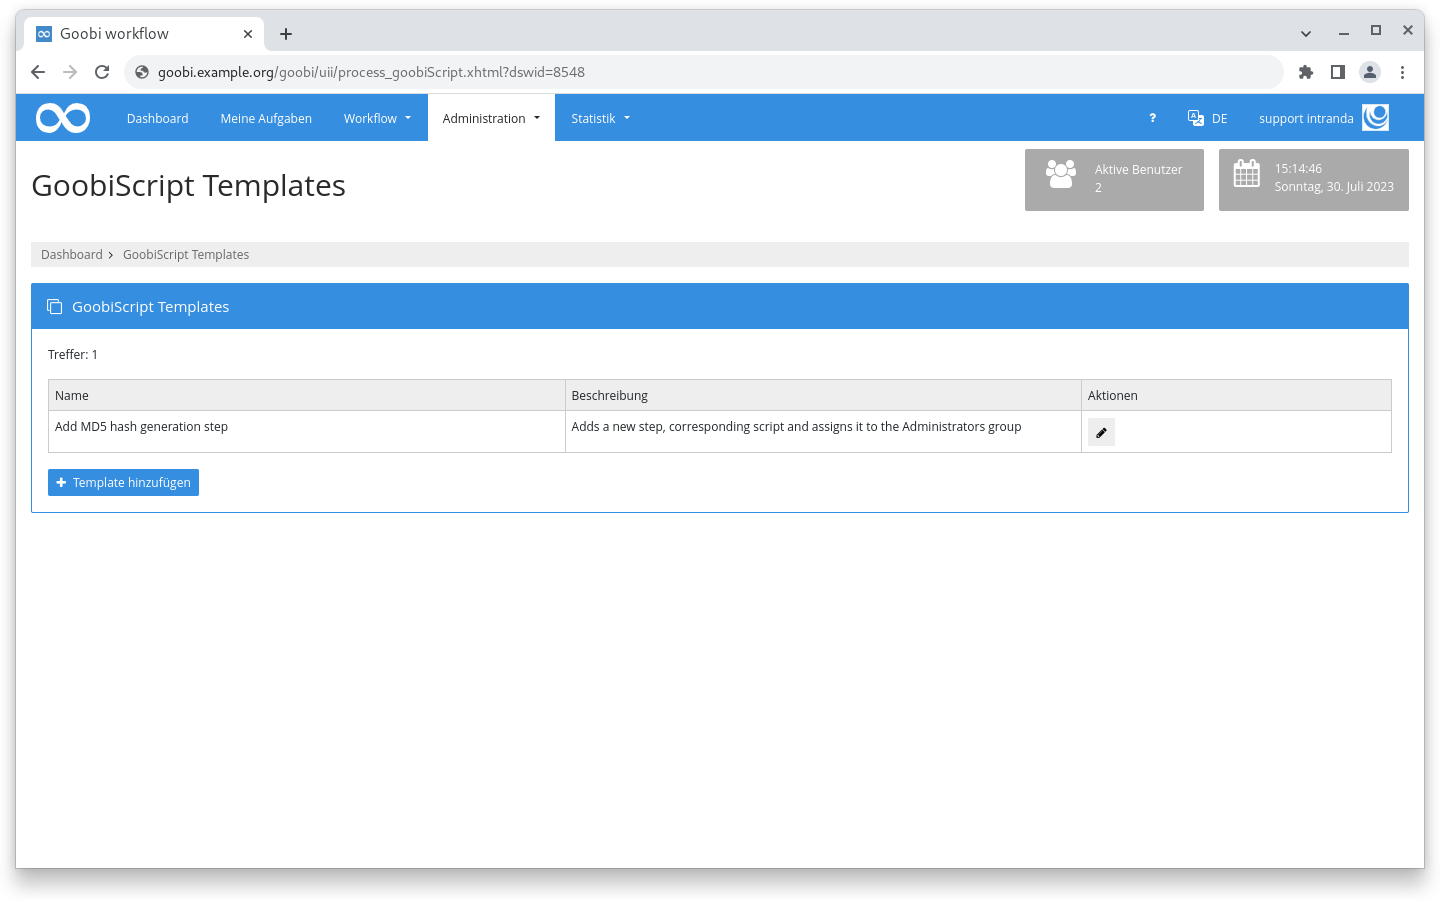 Goobi workflow
goobi.example.org/goobi/uii/process_goobiScript.xhtml?dswid=8548
Dashboard Meine Aufgaben Workflow Administration Statistik ? DE support intranda
GoobiScript Templates
Aktive Benutzer
2
15:14:46
Sonntag, 30. Juli 2023
Dashboard GoobiScript Templates
GoobiScript Templates
Treffer: 1
Name Beschreibung Aktionen
Add MD5 hash generation step Adds a new step, corresponding script and assigns it to the Administrators group
Template hinzufügen